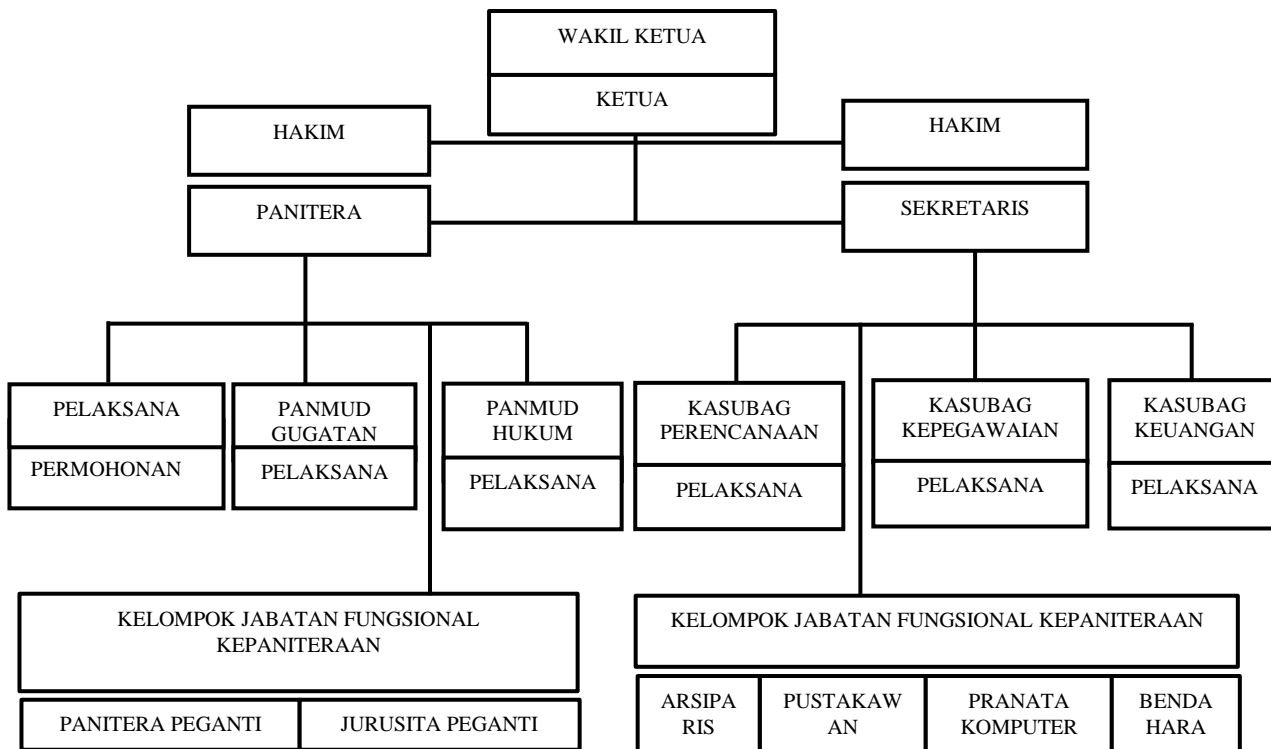 WAKIL KETUA
KETUA
HAKIM
HAKIM
PANITERA
SEKRETARIS
PELAKSANA
PERMOHONAN
PANMUD
GUGATAN
PELAKSANA
PANMUD
HUKUM
PELAKSANA
KASUBAG
PERENCANAAN
PELAKSANA
KASUBAG
KEPEGAWAIAN
PELAKSANA
KASUBAG
KEUANGAN
PELAKSANA
KELOMPOK JABATAN FUNGSIONAL
KEPANITERAAN
PANITERA PEGANTI
JURUSITA PEGANTI
KELOMPOK JABATAN FUNGSIONAL KEPANITERAAN
ARSIPA
RIS
PUSTAKAW
AN
PRANATA
KOMPUTER
BENDA
HARA